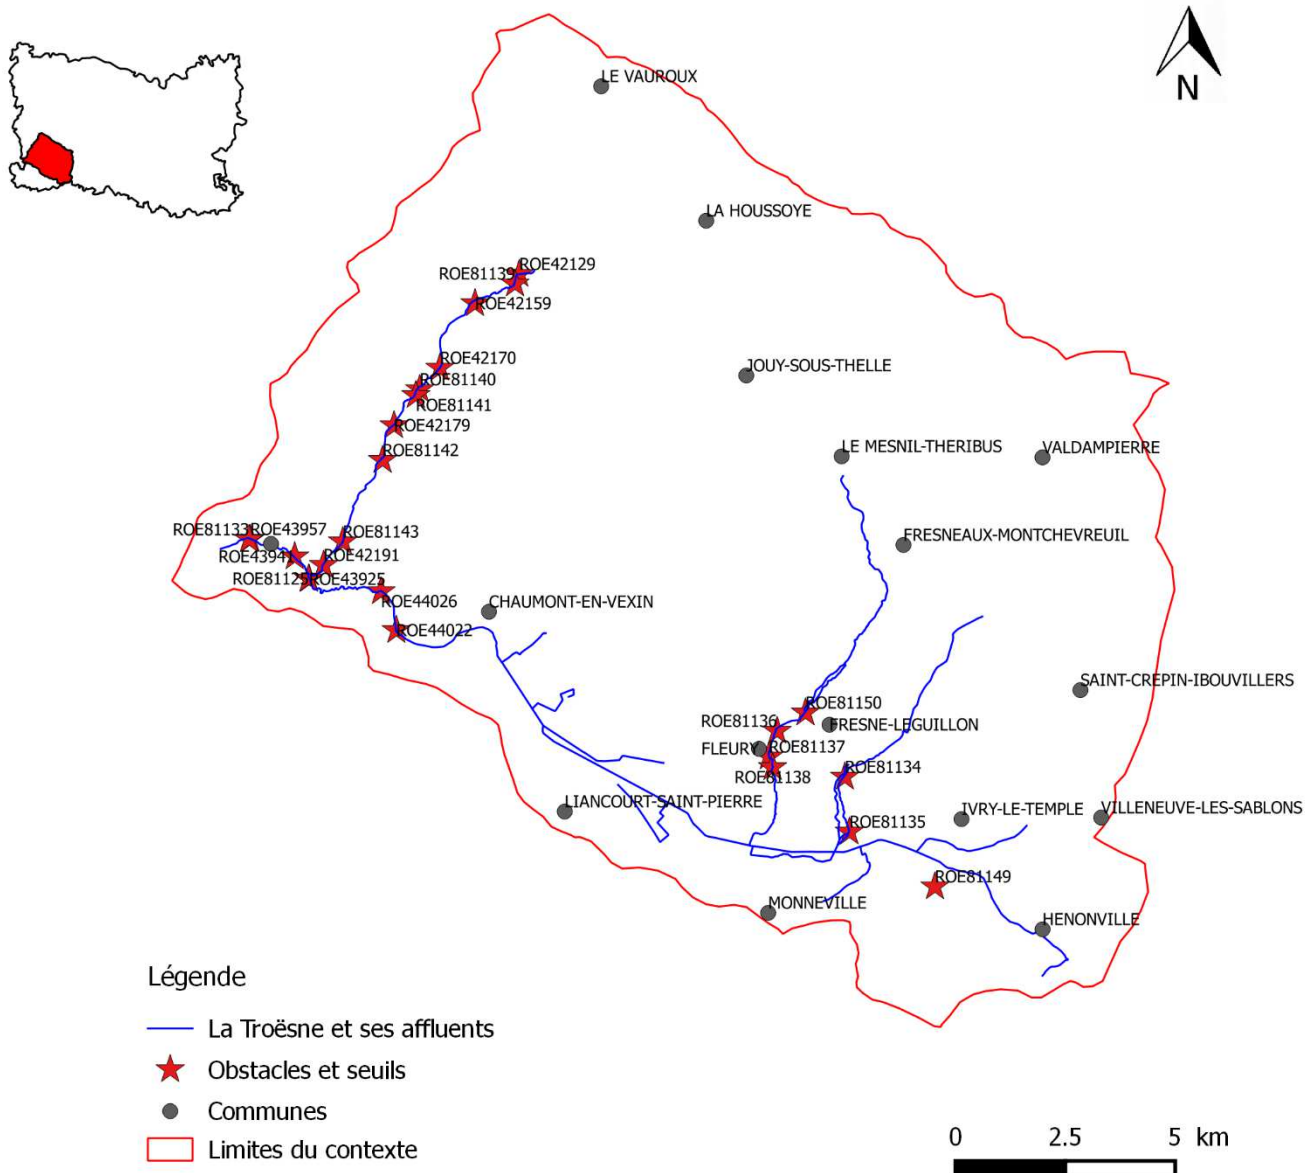 N
LE VAUROUX
LA HOUSSOYE
ROE42129
ROE81139
ROE42159
ROE42170
JOUY-SOUS-THELLE
ROE81140
ROE81141
ROE42179
ROE81142
LE MESNIL-THERIBUS
VALDAMPIERRE
ROE81133
ROE43957
ROE81143
FRESNEAUX-MONTCHEVREUIL
ROE43941
ROE42191
ROE81125
ROE43925
ROE44026
CHAUMONT-EN-VEXIN
ROE44022
SAINT-CREPIN-IBOUVILLERS
ROE81150
ROE81136
FRESNE-LEGUILLON
FLEURY
ROE81137
ROE81138
ROE81134
LIANCOURT-SAINT-PIERRE
ROE81135
IVRY-LE-TEMPLE
VILLENEUVE-LES-SABLONS
ROE81149
MONNEVILLE
HENONVILLE
Légende
La Troësne et ses affluents
Obstacles et seuils
Communes
Limites du contexte
0 2.5 5 km